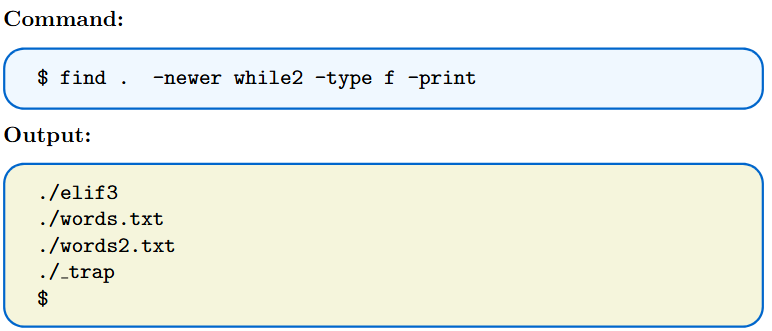 Command:
$ find .  -newer while2 -type f -print
Output:
./elif3
./words.txt
./words2.txt
./_trap
$